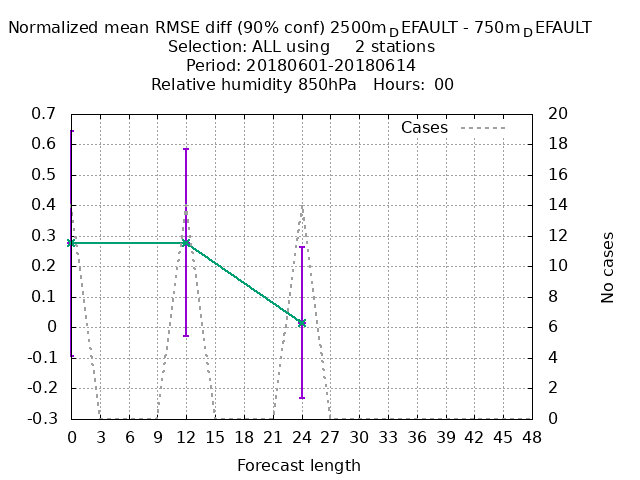 Normalized mean RMSE diff (90% conf) 2500m_DEFAULT - 750m_DEFAULT
Selection: ALL using 2 stations
Period: 20180601-20180614
Relative humidity 850hPa Hours: 00
Cases
0.7
0.6
0.5
0.4
0.3
0.2
0.1
0
-0.1
-0.2
-0.3
20
18
16
14
12
10
8
6
4
2
0
No cases
0 3 6 9 12 15 18 21 24 27 30 33 36 39 42 45 48
Forecast length